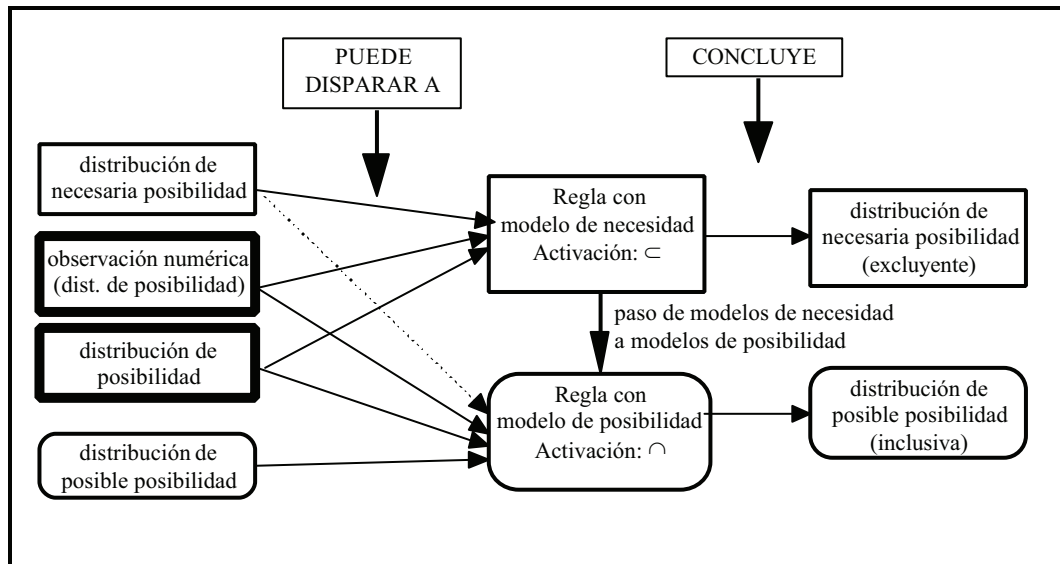 PUEDE
DISPARAR A
CONCLUYE
distribución de
necesaria posibilidad
observación numérica
(dist. de posibilidad)
distribución de
posibilidad
distribución de
posible posibilidad
Regla con
modelo de necesidad
Activación: ⊂
paso de modelos de necesidad
a modelos de posibilidad
Regla con
modelo de posibilidad
Activación: ∩
distribución de
necesaria posibilidad
(excluyente)
distribución de
posible posibilidad
(inclusiva)